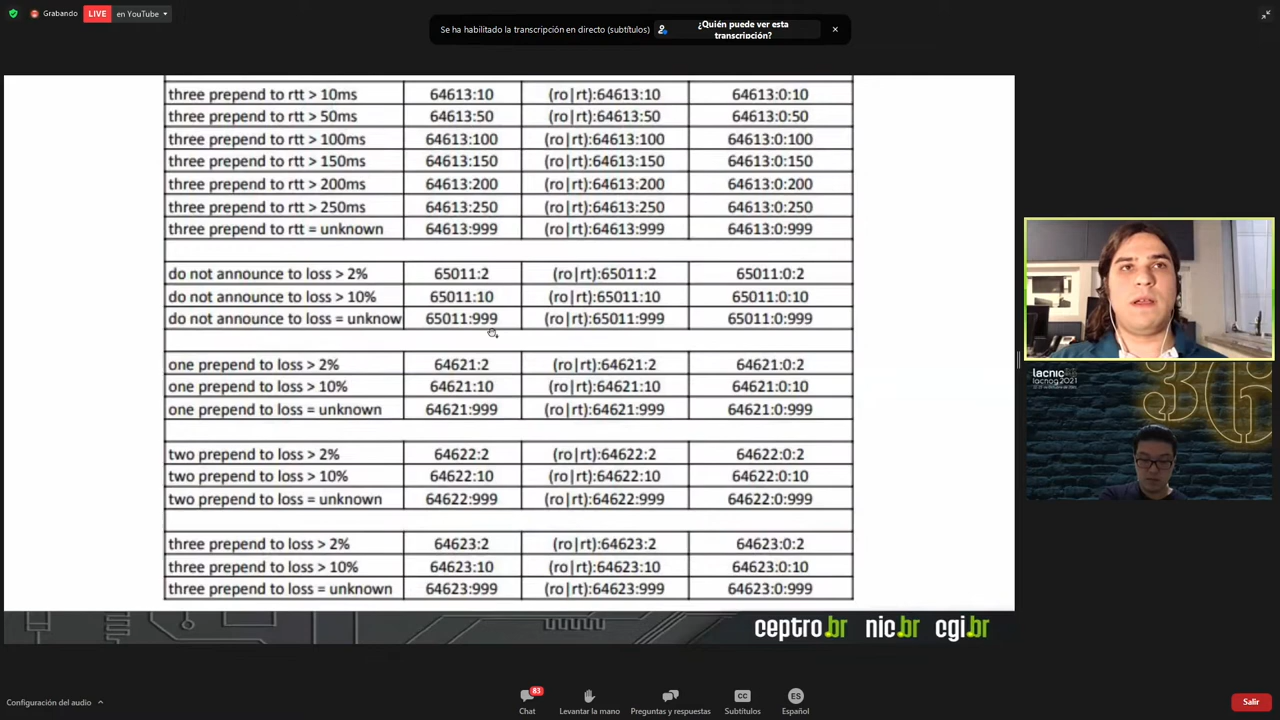 Grabando LIVE en YouTube
Se ha habilitado la transcripción en directo (subtítulos) ¿Quién puede ver esta transcripción?
three prepend to rtt > 10ms 64613:10 (ro|rt):64613:10 64613:0:10
three prepend to rtt > 50ms 64613:50 (ro|rt):64613:50 64613:0:50
three prepend to rtt > 100ms 64613:100 (ro|rt):64613:100 64613:0:100
three prepend to rtt > 150ms 64613:150 (ro|rt):64613:150 64613:0:150
three prepend to rtt > 200ms 64613:200 (ro|rt):64613:200 64613:0:200
three prepend to rtt > 250ms 64613:250 (ro|rt):64613:250 64613:0:250
three prepend to rtt = unknown 64613:999 (ro|rt):64613:999 64613:0:999
do not announce to loss > 2% 65011:2 (ro|rt):65011:2 65011:0:2
do not announce to loss > 10% 65011:10 (ro|rt):65011:10 65011:0:10
do not announce to loss = unknow 65011:999 (ro|rt):65011:999 65011:0:999
one prepend to loss > 2% 64621:2 (ro|rt):64621:2 64621:0:2
one prepend to loss > 10% 64621:10 (ro|rt):64621:10 64621:0:10
one prepend to loss = unknown 64621:999 (ro|rt):64621:999 64621:0:999
two prepend to loss > 2% 64622:2 (ro|rt):64622:2 64622:0:2
two prepend to loss > 10% 64622:10 (ro|rt):64622:10 64622:0:10
two prepend to loss = unknown 64622:999 (ro|rt):64622:999 64622:0:999
three prepend to loss > 2% 64623:2 (ro|rt):64623:2 64623:0:2
three prepend to loss > 10% 64623:10 (ro|rt):64623:10 64623:0:10
three prepend to loss = unknown 64623:999 (ro|rt):64623:999 64623:0:999
ceptro.br nic.br cgi.br
lacnic 36
lacnog 2021
36
Configuración del audio
83
Chat
Levantar la mano
Preguntas y respuestas
CC
Subtítulos
ES
Español
Salir